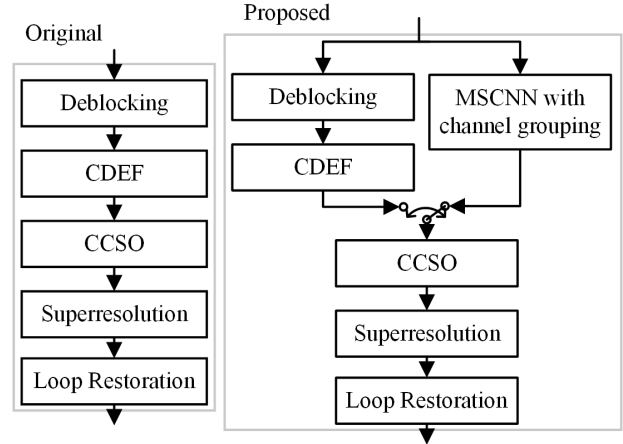 Original
Deblocking
CDEF
CCSO
Superresolution
Loop Restoration
Proposed
Deblocking
CDEF
MSCNN with
channel grouping
CCSO
Superresolution
Loop Restoration